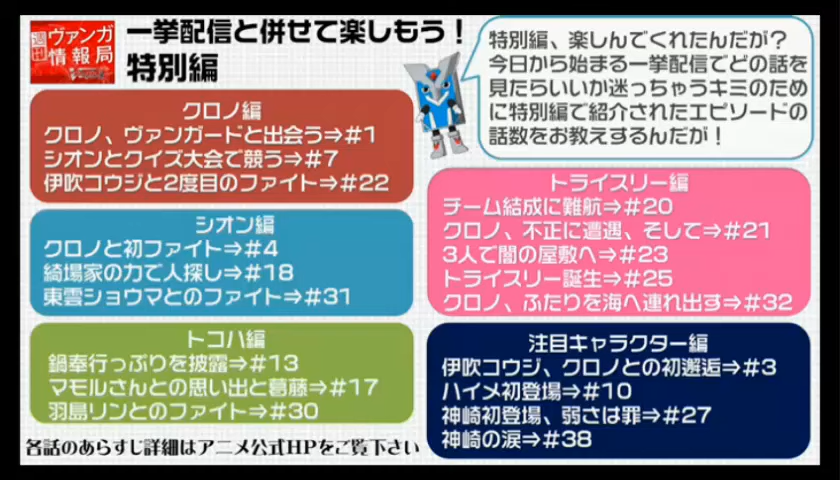 週刊
ヴァンガ
情報局
一挙配信と併せて楽しもう！
特別編
特別編、楽しんでくれたんだが？
今日から始まる一挙配信でどの話を
見たらいいか迷っちゃうキミのため
に特別編で紹介されたエピソードの
話数をお教えするんだが！
クロノ編
クロノ、ヴァンガードと出会う⇒#1
シオンとクイズ大会で競う⇒#7
伊吹コウジと2度目のファイト⇒#22
シオン編
クロノと初ファイト⇒#4
綺場家の力で人探し⇒#18
東雲ショウマとのファイト⇒#31
トコハ編
鍋奉行っぷりを披露⇒#13
マモルさんとの思い出と葛藤⇒#17
羽島リンとのファイト⇒#30
トライスリー編
チーム結成に難航⇒#20
クロノ、不正に遭遇、そして⇒#21
3人で闇の屋敷へ⇒#23
トライスリー誕生⇒#25
クロノ、ふたりを海へ連れ出す⇒#32
注目キャラクター編
伊吹コウジ、クロノとの初邂逅⇒#3
ハイメ初登場⇒#10
神崎初登場、弱さは罪⇒#27
神崎の涙⇒#38
各話のあらすじ詳細はアニメ公式HPをご覧下さい